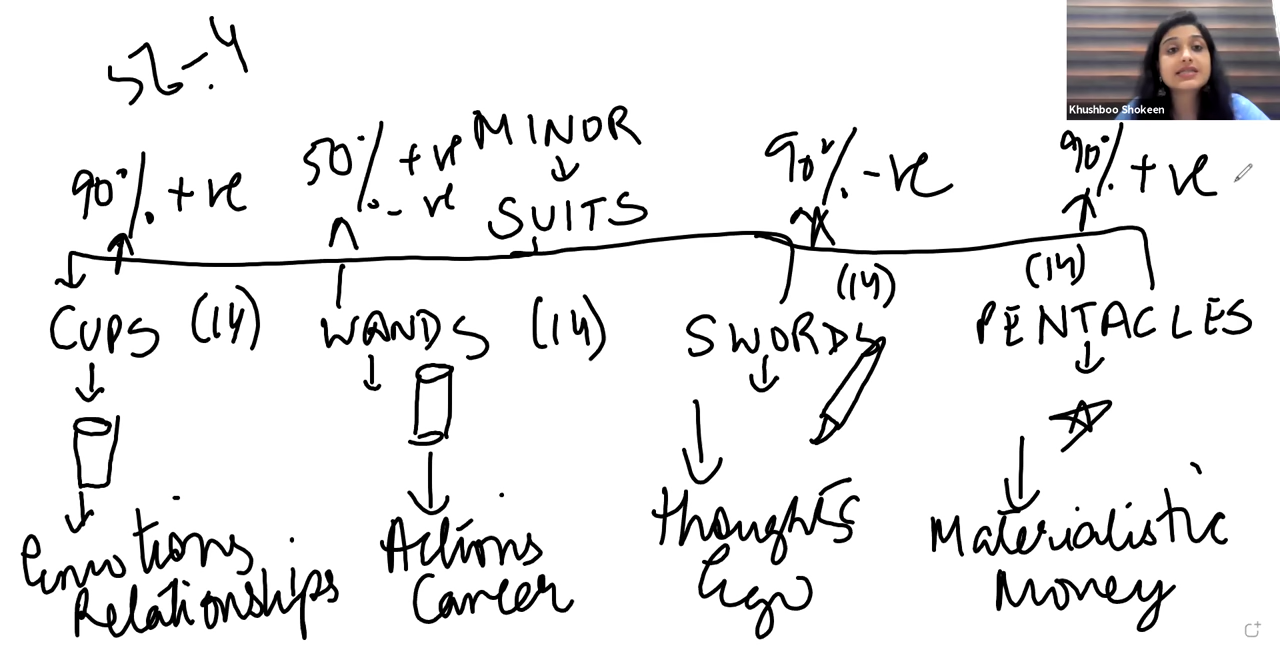 56 ÷ 4
Khushboo Shokeen
MINOR
SUITS
90% +ve
50% +ve
-ve
90% -ve
90% +ve
CUPS (14)
WANDS (14)
SWORDS (14)
PENTACLES (14)
Emotions
Relationships
Actions
Career
Thoughts
Ego
Materialistic
Money